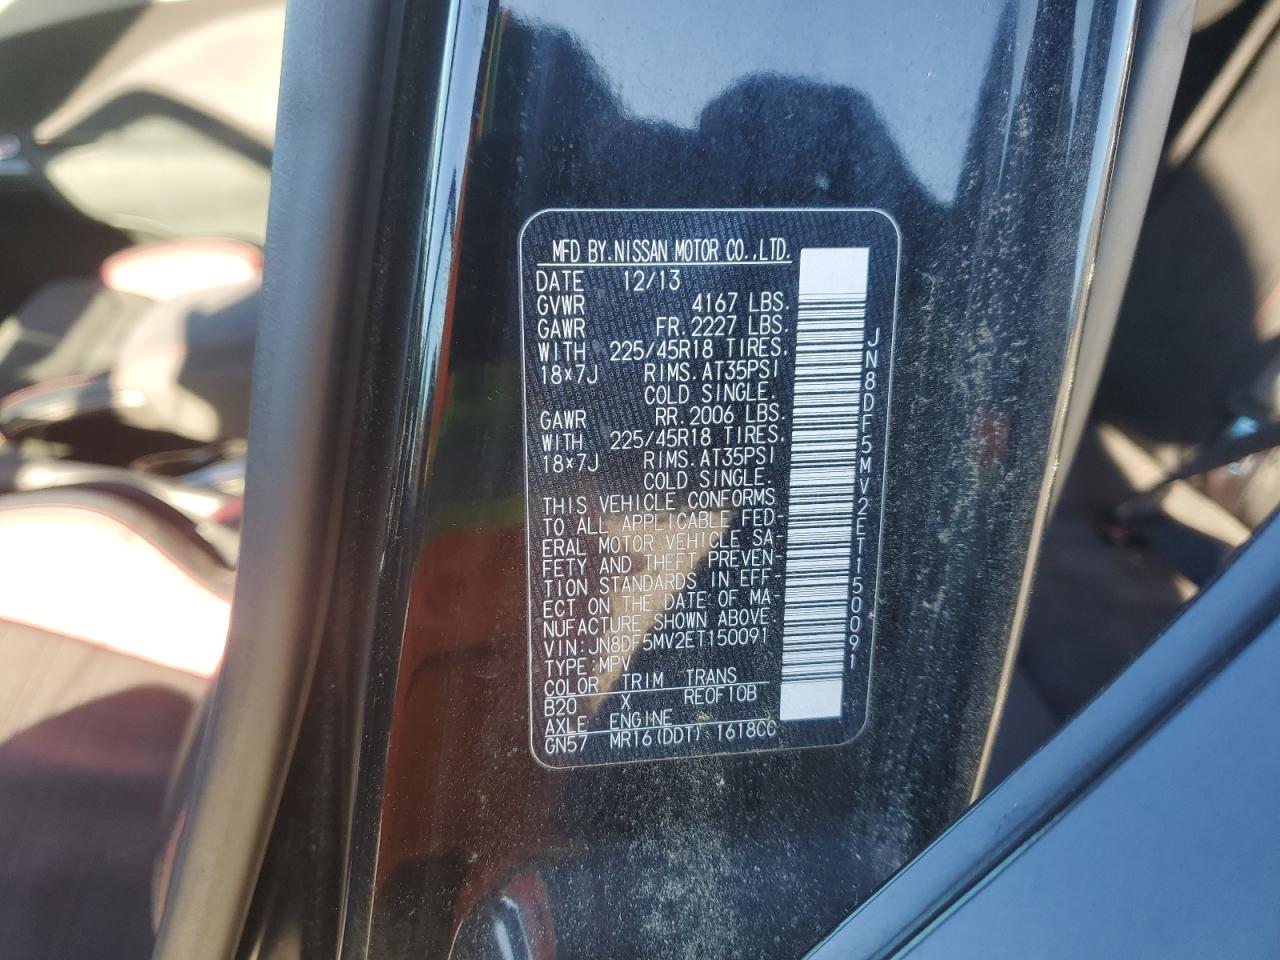 MFD BY.NISSAN MOTOR CO.,LTD.
DATE 12/13
GVWR 4167 LBS.
GAWR FR.2227 LBS.
WITH 225/45R18 TIRES.
18×7J RIMS.AT35PSI
COLD SINGLE.
GAWR RR.2006 LBS.
WITH 225/45R18 TIRES.
18×7J RIMS.AT35PSI
COLD SINGLE.
THIS VEHICLE CONFORMS
TO ALL APPLICABLE FED-
ERAL MOTOR VEHICLE SA-
FETY AND THEFT PREVEN-
TION STANDARDS IN EFF-
ECT ON THE DATE OF MA-
NUFACTURE SHOWN ABOVE.
VIN:JN8DF5MV2ET150091
TYPE:MPV
COLOR TRIM TRANS
B20 X RE0F10B
AXLE ENGINE
GN57 MR16(DDT) 1618CC
JN8DF5MV2ET150091